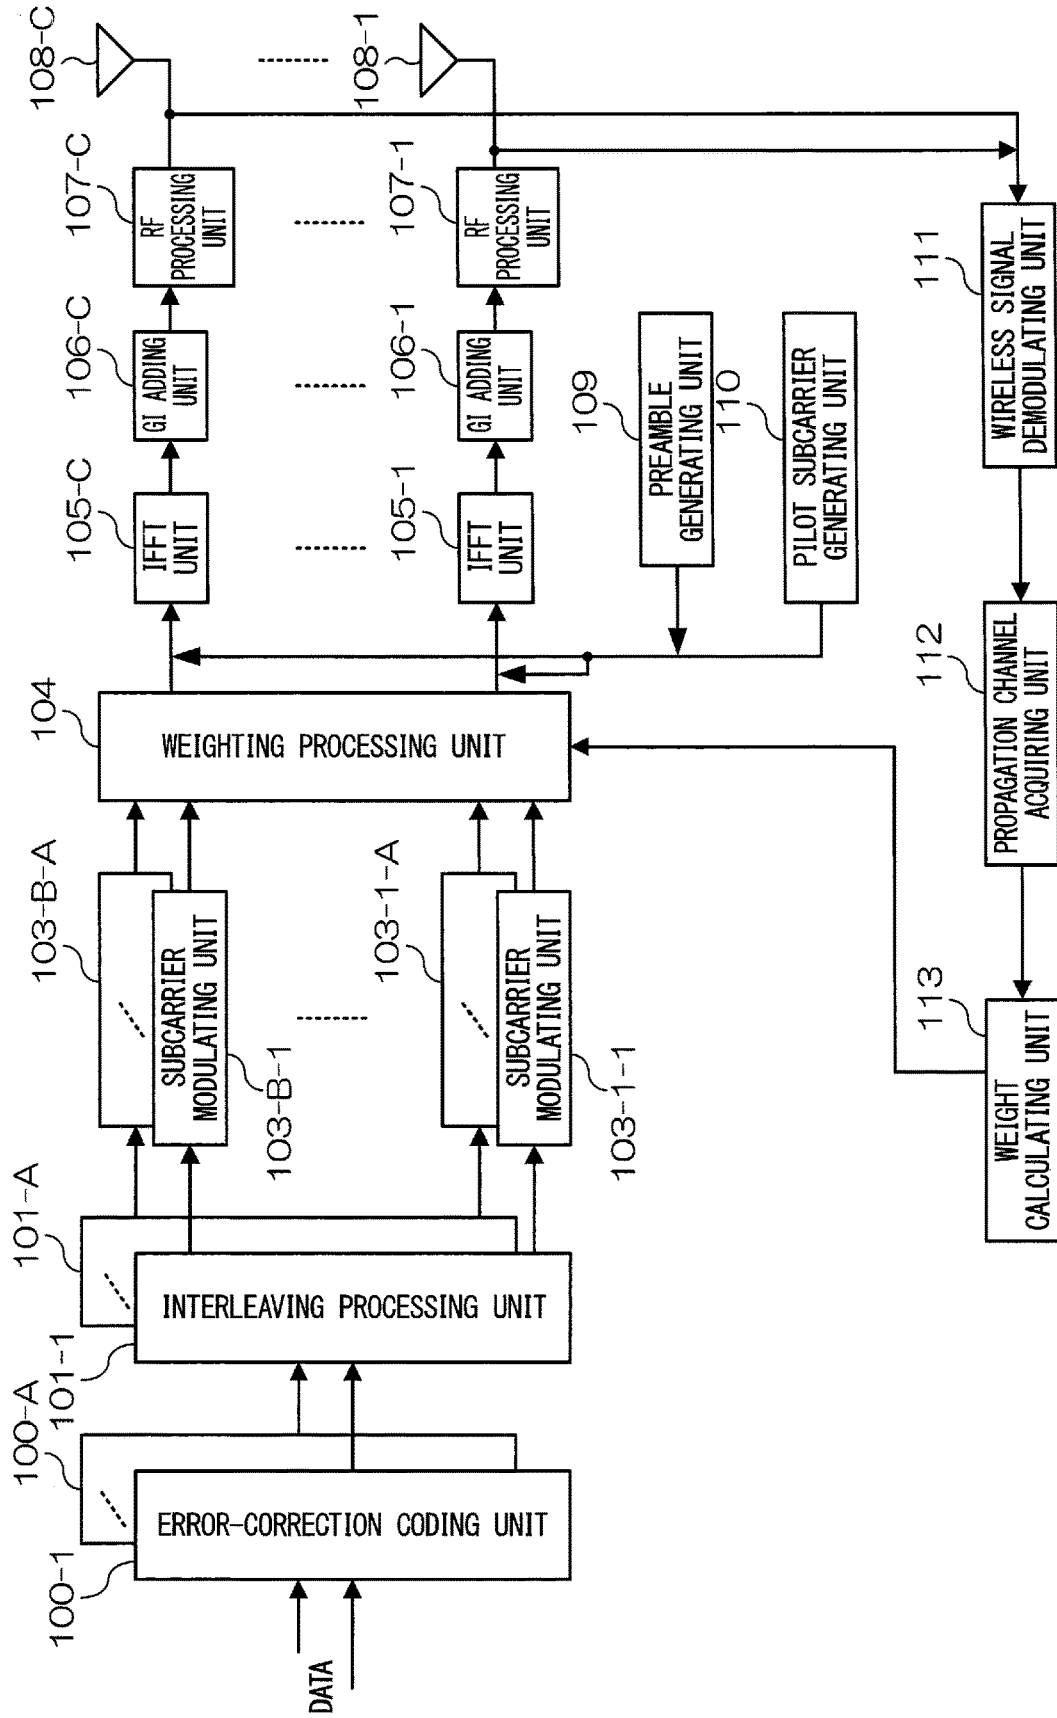 DATA
100-1
100-A
ERROR-CORRECTION CODING UNIT
101-1
101-A
INTERLEAVING PROCESSING UNIT
103-B-A
SUBCARRIER
MODULATING UNIT
103-B-1
103-1-A
SUBCARRIER
MODULATING UNIT
103-1-1
104
WEIGHTING PROCESSING UNIT
105-C
IFFT
UNIT
106-C
GI ADDING
UNIT
107-C
RF
PROCESSING
UNIT
108-C
105-1
IFFT
UNIT
106-1
GI ADDING
UNIT
107-1
RF
PROCESSING
UNIT
108-1
109
PREAMBLE
GENERATING UNIT
110
PILOT SUBCARRIER
GENERATING UNIT
111
WIRELESS SIGNAL
DEMODULATING UNIT
112
PROPAGATION CHANNEL
ACQUIRING UNIT
113
WEIGHT
CALCULATING UNIT